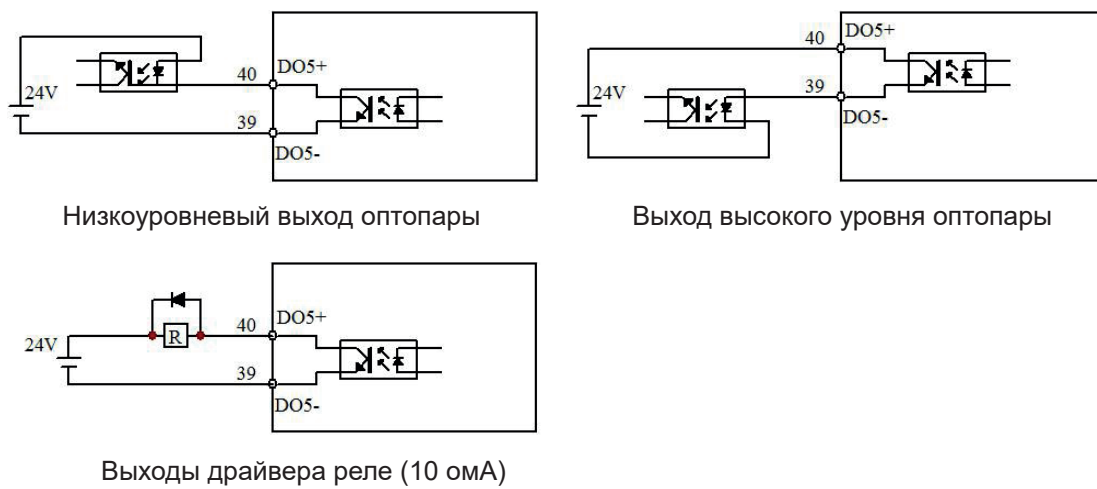 DO5+
40
24V
39
DO5-
Низкоуровневый выход оптопары
DO5+
40
24V
39
DO5-
Выход высокого уровня оптопары
DO5+
40
R
24V
39
DO5-
Выходы драйвера реле (10 омА)